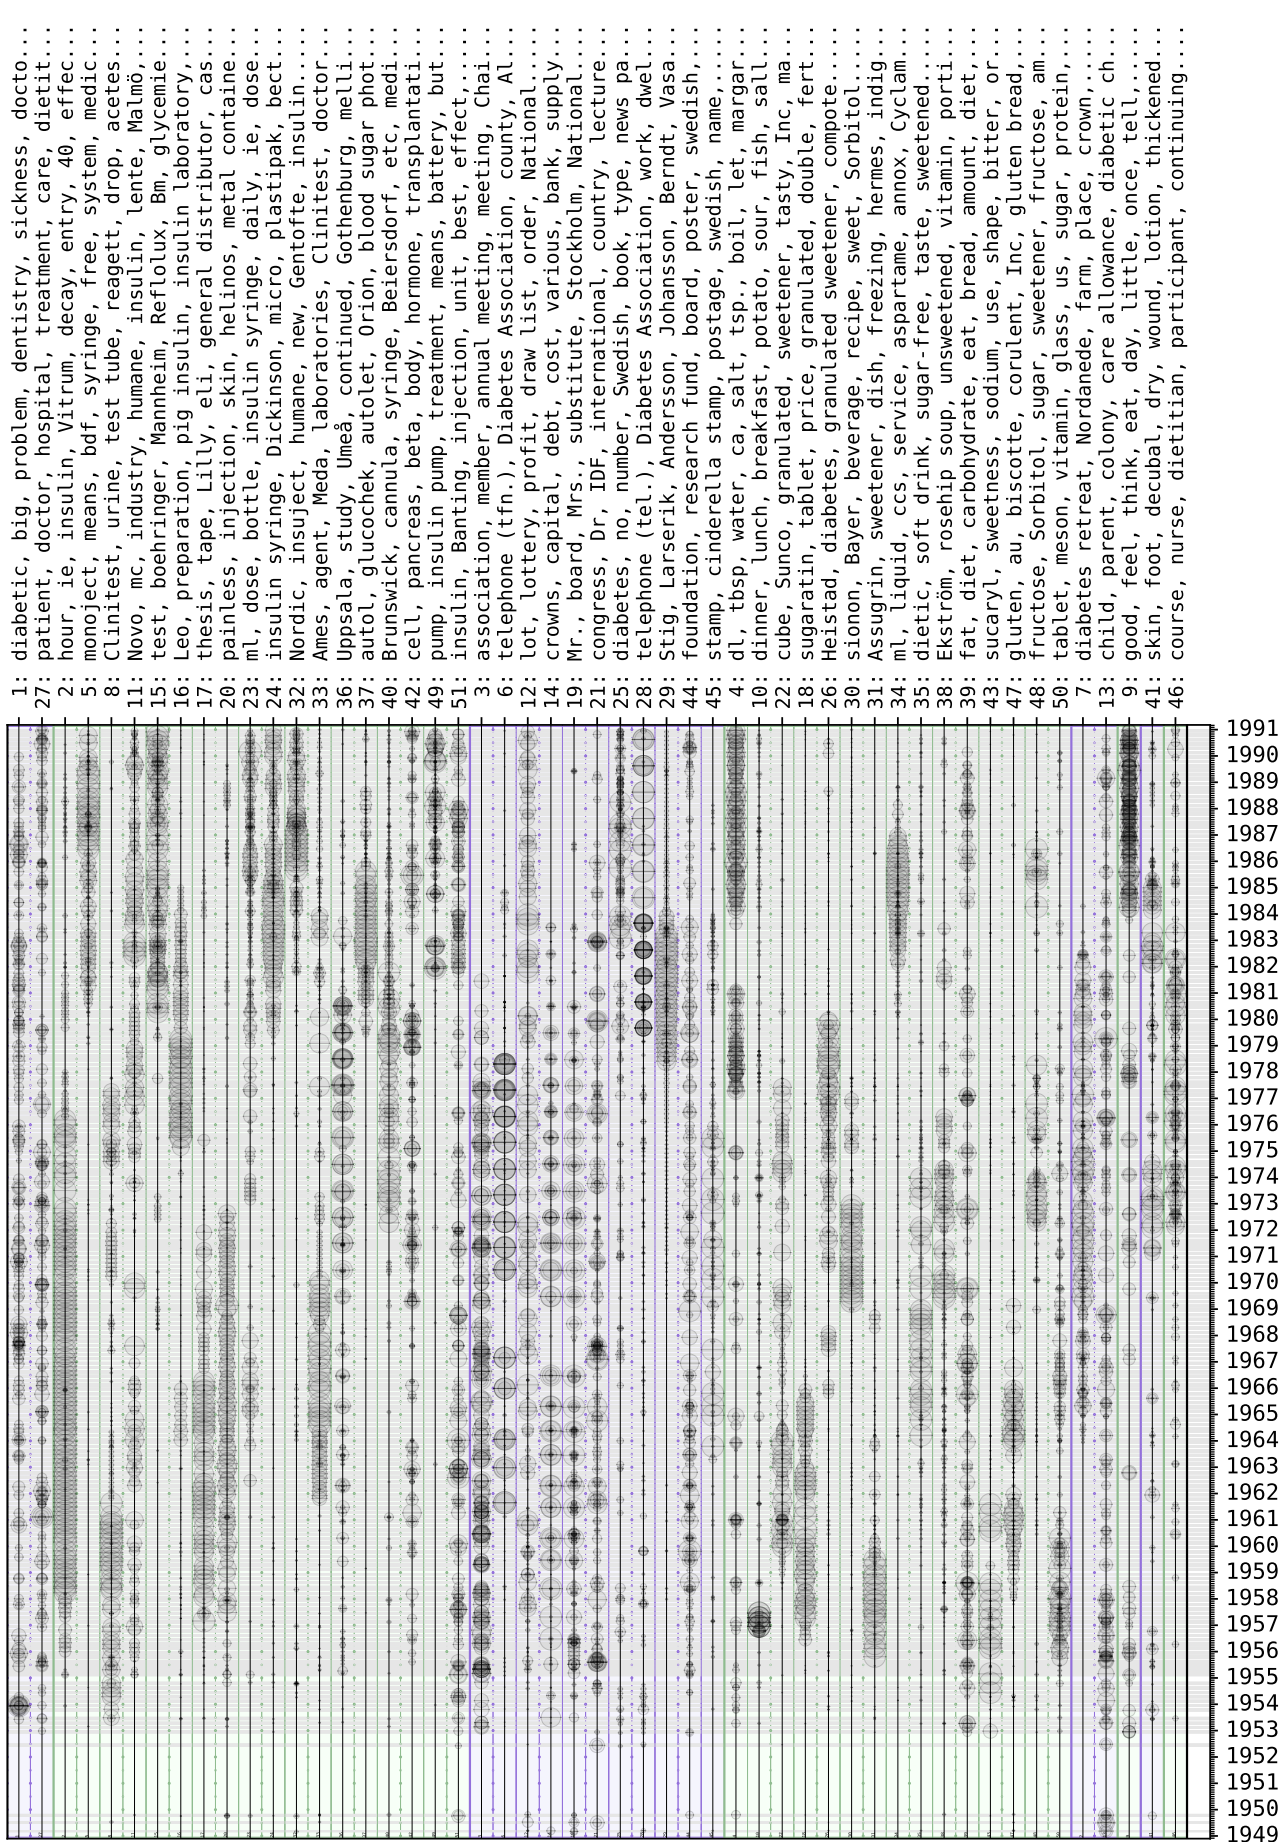 1: diabetic, big, problem, dentistry, sickness, docto...
27: patient, doctor, hospital, treatment, care, dietit...
2: hour, ie, insulin, Vitrum, decay, entry, 40, effec...
5: monoject, means, bdf, syringe, free, system, medic...
8: Clinitest, urine, test tube, reagett, drop, acetes...
11: Novo, mc, industry, humane, insulin, lente, Malmö,...
15: test, boehringer, Mannheim, Reflolux, Bm, glycemie...
16: Leo, preparation, pig insulin, insulin laboratory,...
17: thesis, tape, Lilly, eli, general distributor, cas...
20: painless, injection, skin, helinos, metal containe...
23: ml, dose, bottle, insulin syringe, daily, ie, dose...
24: insulin syringe, Dickinson, micro, plastipak, bect...
32: Nordic, insuject, humane, new, Gentofte, insulin...
33: Ames, agent, Meda, laboratories, Clinitest, doctor...
36: Uppsala, study, Umeå, continued, Gothenburg, melli...
37: autol, glucochek, autolet, Orion, blood sugar phot...
40: Brunswick, cannula, syringe, Beiersdorf, etc, medi...
42: cell, pancreas, beta, body, hormone, transplantati...
49: pump, insulin pump, treatment, means, battery, but...
51: insulin, Banting, injection, unit, best, effect,...
3: association, member, annual meeting, meeting, Chai...
6: telephone (tfn.), Diabetes Association, county, Al...
12: lot, lottery, profit, draw list, order, National...
14: crowns, capital, debt, cost, various, bank, supply...
19: Mr., board, Mrs., substitute, Stockholm, National...
21: congress, Dr, IDF, international, country, lecture...
25: diabetes, no, number, Swedish, book, type, news pa...
28: telephone (tel.), Diabetes Association, work, dwel...
29: Stig, Larserik, Andersson, Johansson, Berndt, Vasa...
44: foundation, research fund, board, poster, swedish,...
45: stamp, cinderella stamp, postage, swedish, name,...
4: dl, tbsp, water, ca, salt, tsp., boil, let, margar...
10: dinner, lunch, breakfast, potato, sour, fish, sall...
22: cube, Sunco, granulated, sweetener, tasty, Inc, ma...
18: sugaratin, tablet, price, granulated, double, fert...
26: Heistad, diabetes, granulated sweetener, compote...
30: sionon, Bayer, beverage, recipe, sweet, Sorbitol...
31: Assugrin, sweetener, dish, freezing, hermes, indig...
34: ml, liquid, ccs, service, aspartame, annox, Cyclam...
35: dietic, soft drink, sugar-free, taste, sweetened...
38: Ekström, rosehip soup, unsweetened, vitamin, porti...
39: fat, diet, carbohydrate, eat, bread, amount, diet,...
43: sucaryl, sweetness, sodium, use, shape, bitter, or...
47: gluten, au, biscotte, corulent, Inc, gluten bread,...
48: fructose, Sorbitol, sugar, sweetener, fructose, am...
50: tablet, meson, vitamin, glass, us, sugar, protein,...
7: diabetes retreat, Nordanede, farm, place, crown,...
13: child, parent, colony, care allowance, diabetic ch...
9: good, feel, think, eat, day, little, once, tell,...
41: skin, foot, decubal, dry, wound, lotion, thickened...
46: course, nurse, dietitian, participant, continuing...
1991
1990
1989
1988
1987
1986
1985
1984
1983
1982
1981
1980
1979
1978
1977
1976
1975
1974
1973
1972
1971
1970
1969
1968
1967
1966
1965
1964
1963
1962
1961
1960
1959
1958
1957
1956
1955
1954
1953
1952
1951
1950
1949